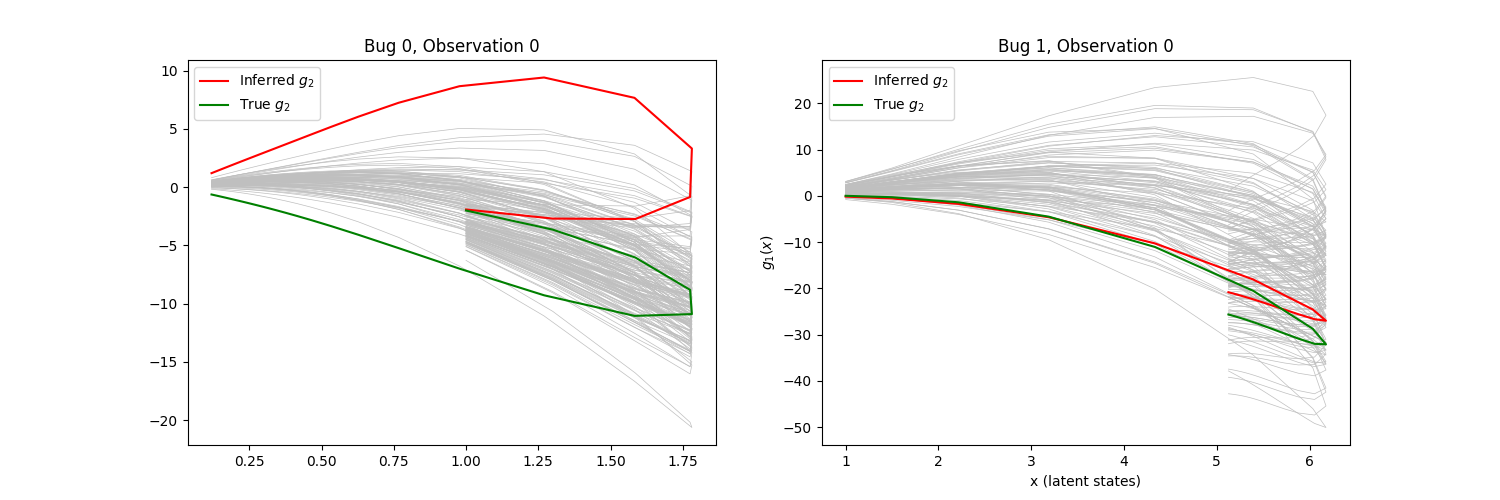 Bug 0, Observation 0
Inferred g₂
True g₂
10
5
0
−5
−10
−15
−20
0.25 0.50 0.75 1.00 1.25 1.50 1.75
Bug 1, Observation 0
Inferred g₂
True g₂
20
10
0
−10
−20
−30
−40
−50
g₁(x)
1 2 3 4 5 6
x (latent states)